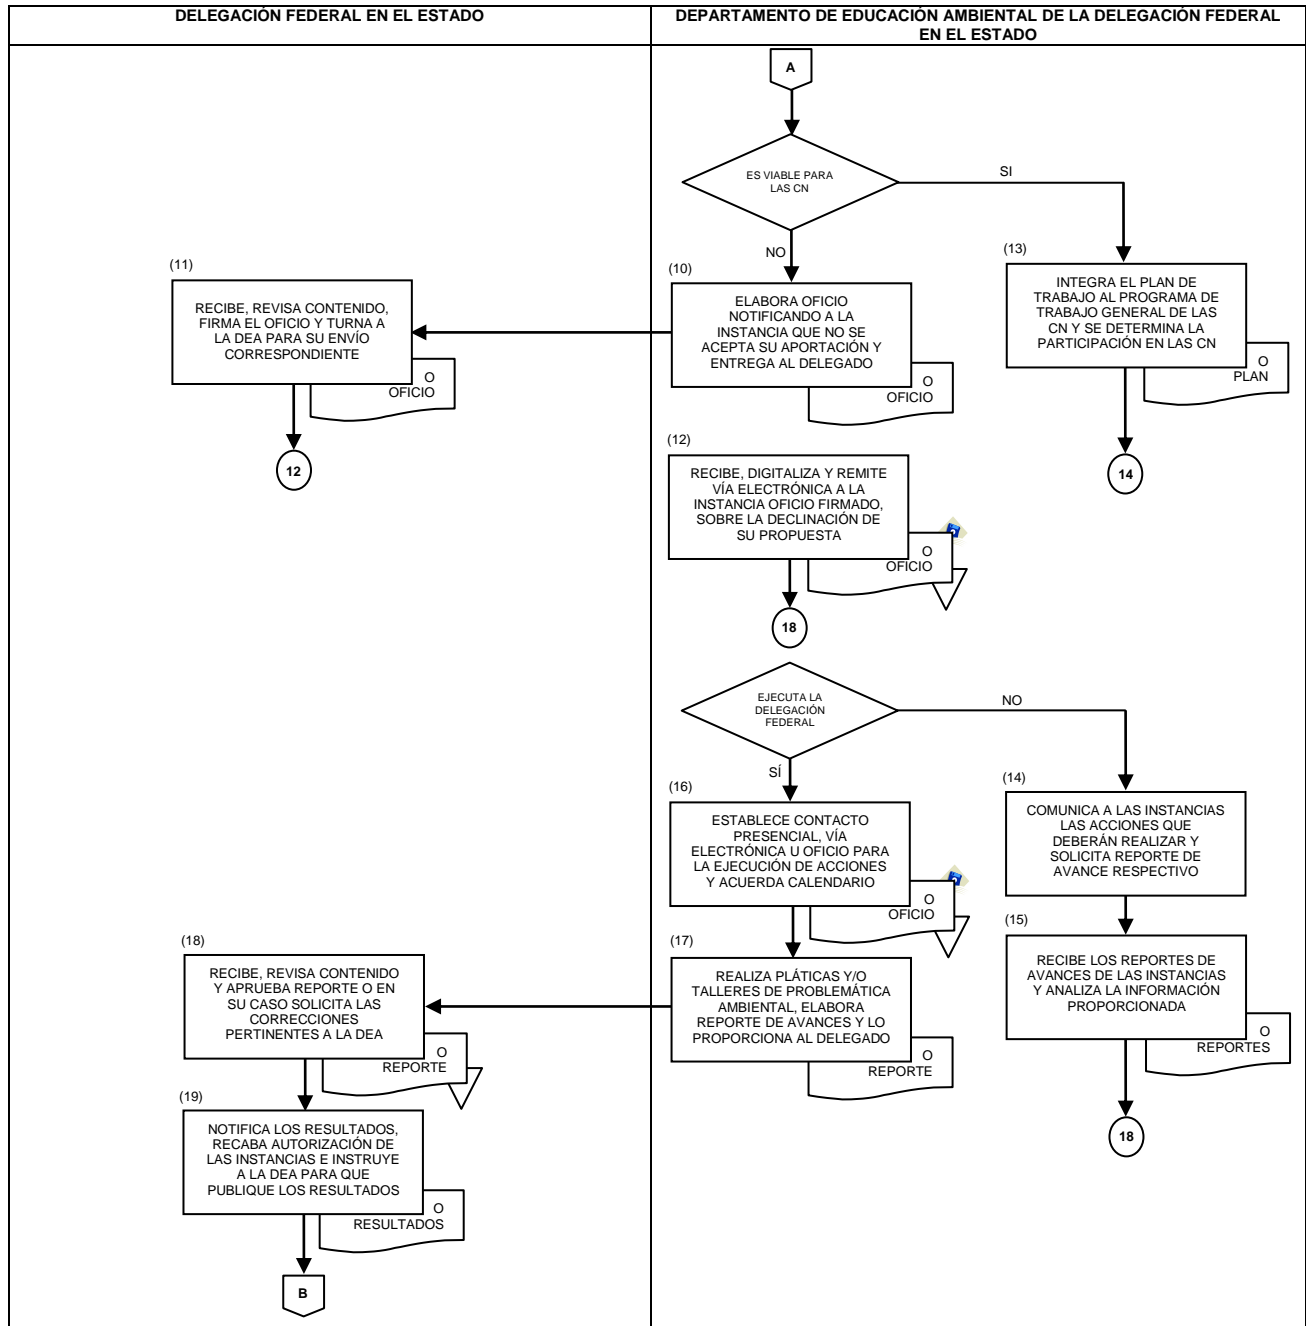 DELEGACIÓN FEDERAL EN EL ESTADO
DEPARTAMENTO DE EDUCACIÓN AMBIENTAL DE LA DELEGACIÓN FEDERAL
EN EL ESTADO
A
ES VIABLE PARA
LAS CN
SI
NO
(11)
RECIBE, REVISA CONTENIDO,
FIRMA EL OFICIO Y TURNA A
LA DEA PARA SU ENVÍO
CORRESPONDIENTE
O
OFICIO
12
(10)
ELABORA OFICIO
NOTIFICANDO A LA
INSTANCIA QUE NO SE
ACEPTA SU APORTACIÓN Y
ENTREGA AL DELEGADO
O
OFICIO
(13)
INTEGRA EL PLAN DE
TRABAJO AL PROGRAMA DE
TRABAJO GENERAL DE LAS
CN Y SE DETERMINA LA
PARTICIPACIÓN EN LAS CN
O
PLAN
14
(12)
RECIBE, DIGITALIZA Y REMITE
VÍA ELECTRÓNICA A LA
INSTANCIA OFICIO FIRMADO,
SOBRE LA DECLINACIÓN DE
SU PROPUESTA
O
OFICIO
18
EJECUTA LA
DELEGACIÓN
FEDERAL
NO
SÍ
(16)
ESTABLECE CONTACTO
PRESENCIAL, VÍA
ELECTRÓNICA U OFICIO PARA
LA EJECUCIÓN DE ACCIONES
Y ACUERDA CALENDARIO
O
OFICIO
(14)
COMUNICA A LAS INSTANCIAS
LAS ACCIONES QUE
DEBERÁN REALIZAR Y
SOLICITA REPORTE DE
AVANCE RESPECTIVO
(15)
RECIBE LOS REPORTES DE
AVANCES DE LAS INSTANCIAS
Y ANALIZA LA INFORMACIÓN
PROPORCIONADA
O
REPORTES
18
(17)
REALIZA PLÁTICAS Y/O
TALLERES DE PROBLEMÁTICA
AMBIENTAL, ELABORA
REPORTE DE AVANCES Y LO
PROPORCIONA AL DELEGADO
O
REPORTE
(18)
RECIBE, REVISA CONTENIDO
Y APRUEBA REPORTE O EN
SU CASO SOLICITA LAS
CORRECCIONES
PERTINENTES A LA DEA
O
REPORTE
(19)
NOTIFICA LOS RESULTADOS,
RECABA AUTORIZACIÓN DE
LAS INSTANCIAS E INSTRUYE
A LA DEA PARA QUE
PUBLIQUE LOS RESULTADOS
O
RESULTADOS
B